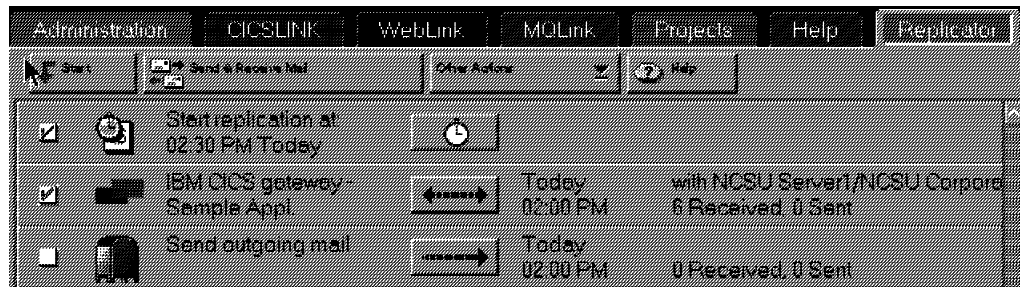 Administration CICSLINK WebLink MQLink Projects Help Replicator
Start Send & Receive Mail Other Actions Help
Start replication at:
02:30 PM Today
IBM CICS gateway - Today with NCSU Server1/NCSU Corpora
Sample Appl. 02:00 PM 6 Received, 0 Sent
Send outgoing mail Today
02:00 PM 0 Received, 0 Sent